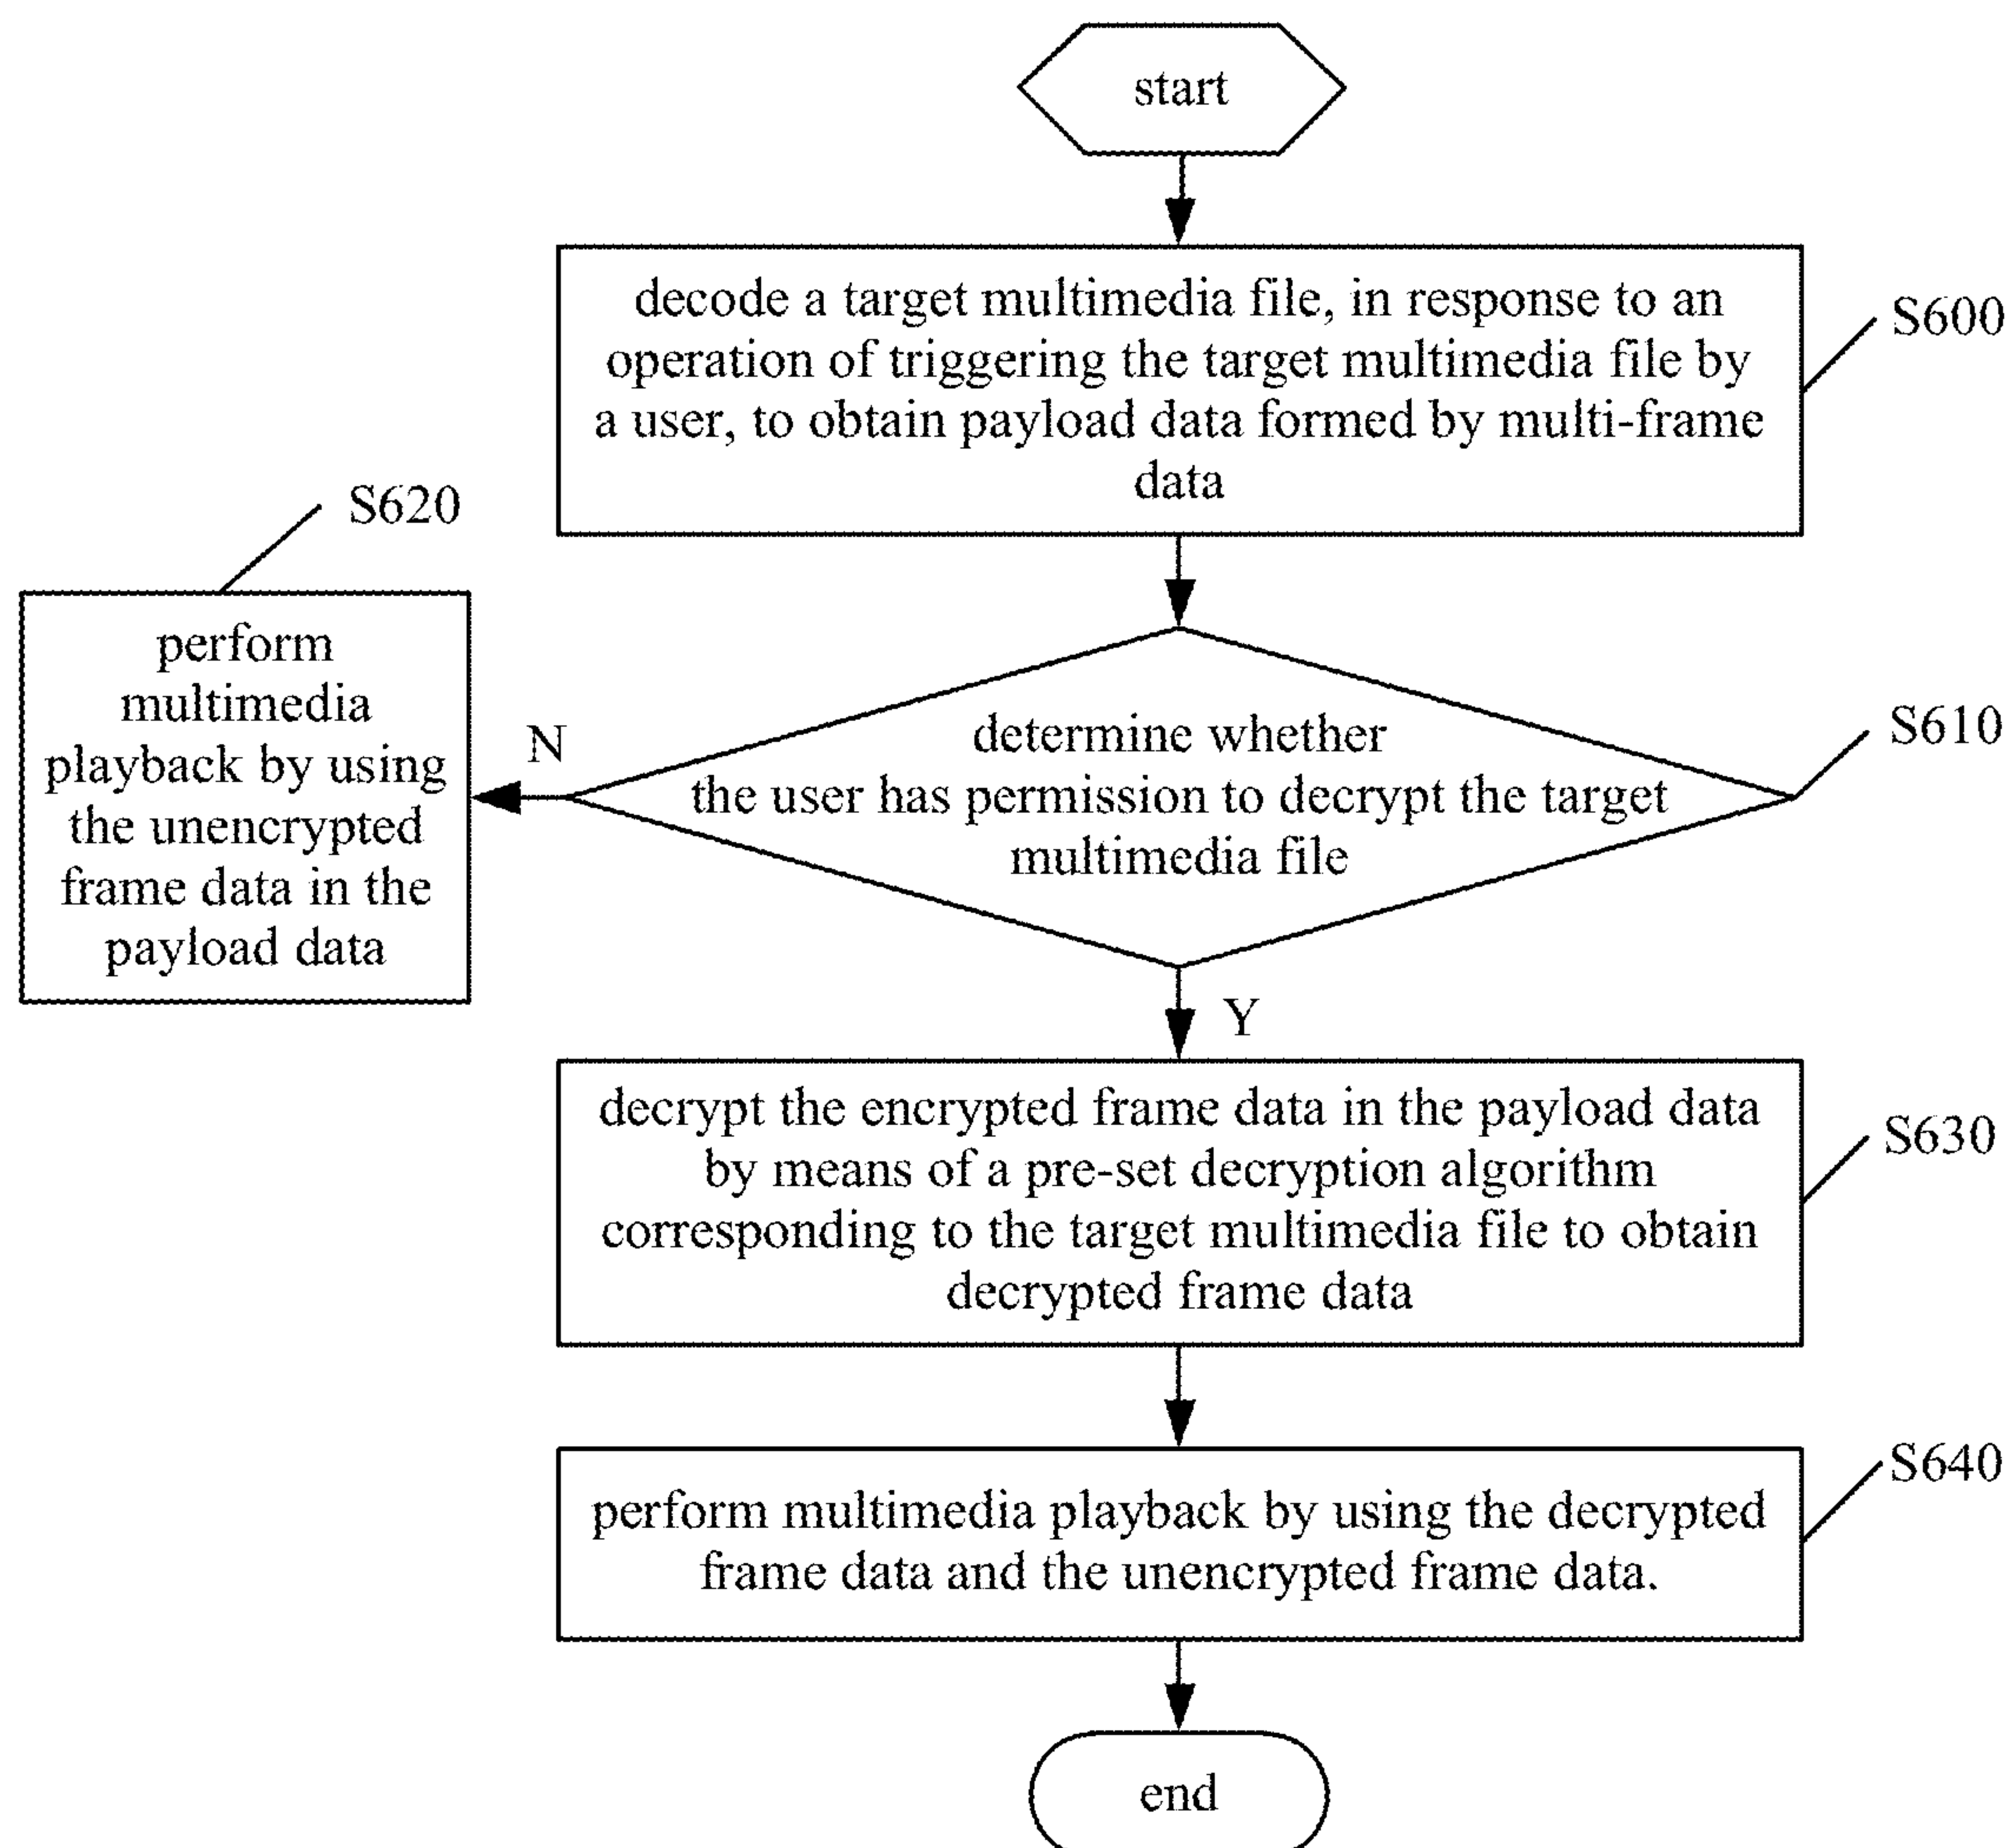 start
decode a target multimedia file, in response to an
operation of triggering the target multimedia file by
a user, to obtain payload data formed by multi-frame
data
S600
S620
perform
multimedia
playback by using
the unencrypted
frame data in the
payload data
N
determine whether
the user has permission to decrypt the target
multimedia file
S610
Y
decrypt the encrypted frame data in the payload data
by means of a pre-set decryption algorithm
corresponding to the target multimedia file to obtain
decrypted frame data
S630
perform multimedia playback by using the decrypted
frame data and the unencrypted frame data.
S640
end